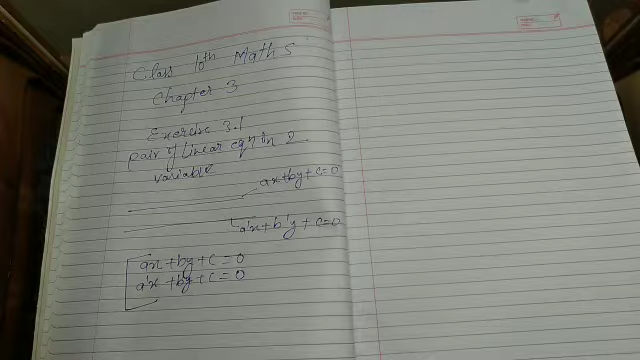 Class 10th Maths
Chapter 3
Exercise 3.1
pair of linear eqn in 2
variable
ax+by+c=0
a'x+b'y+c=0
ax+by+c=0
a'x+by+c=0